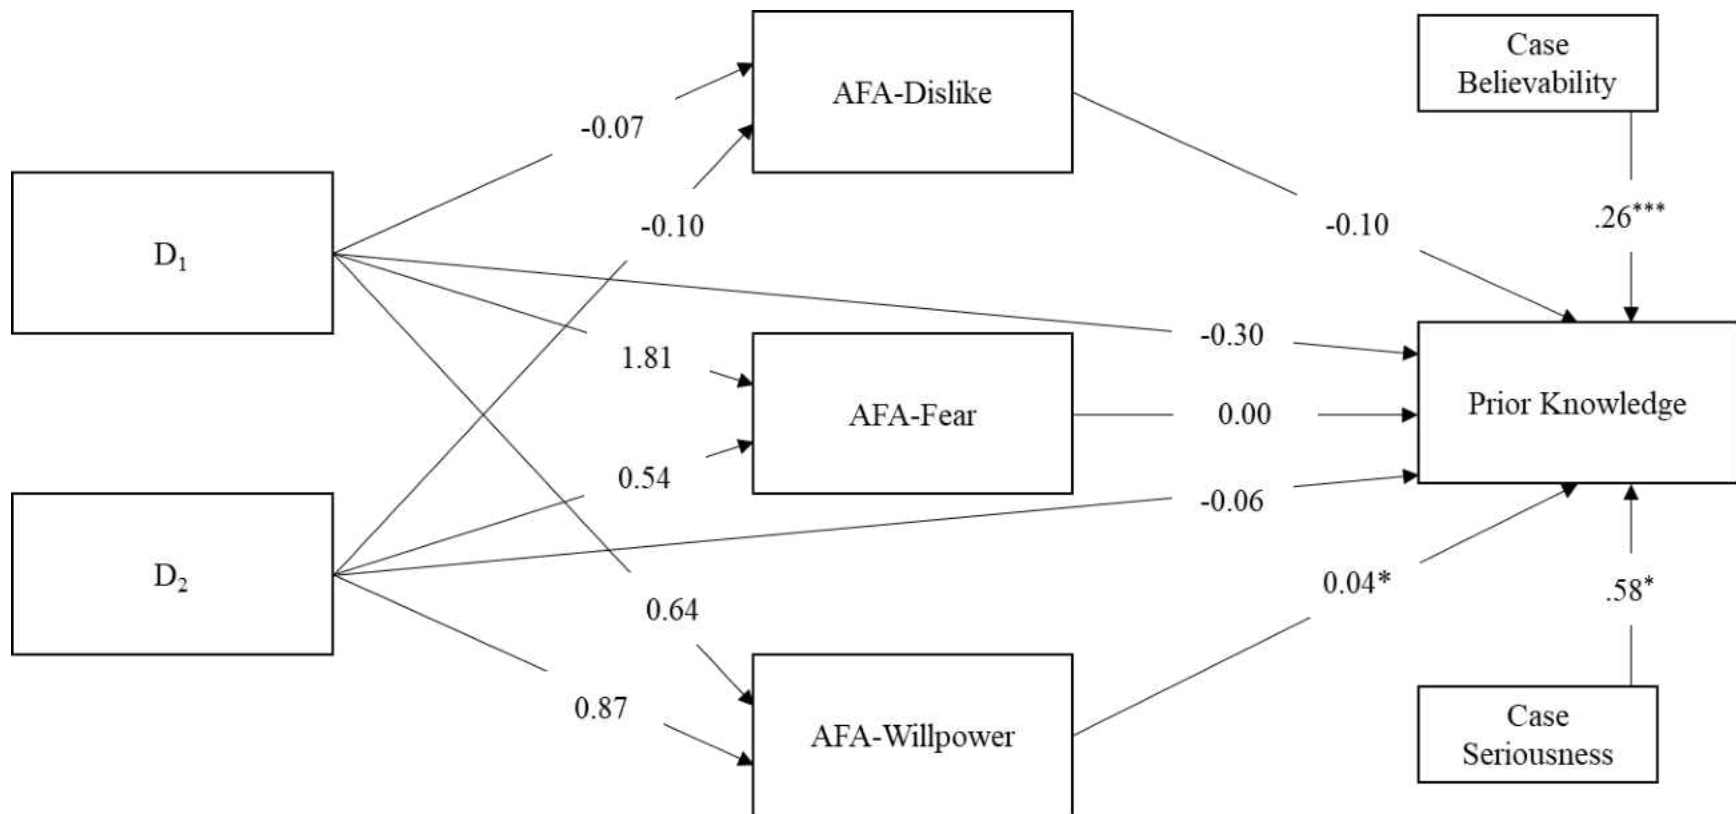 Case
Believability
AFA-Dislike
-0.07
D₁
-0.10
-0.10
.26***
-0.30
1.81
AFA-Fear
0.00
Prior Knowledge
0.54
-0.06
D₂
0.64
0.04*
.58*
0.87
AFA-Willpower
Case
Seriousness